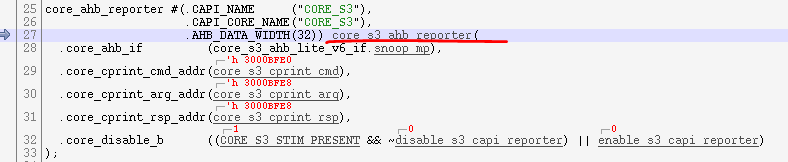 25 core_ahb_reporter #(.CAPI_NAME ("CORE_S3"),
26 .CAPI_CORE_NAME("CORE_S3"),
27 .AHB_DATA_WIDTH(32)) core_s3_ahb_reporter(
28 .core_ahb_if (core_s3_ahb_lite_v6_if.snoop_mp),
'h 3000BFE0
29 .core_cprint_cmd_addr(core_s3_cprint_cmd),
'h 3000BFE8
30 .core_cprint_arg_addr(core_s3_cprint_arg),
'h 3000BFE8
31 .core_cprint_rsp_addr(core_s3_cprint_rsp),
1 0 0
32 .core_disable_b ((CORE_S3_STIM_PRESENT && ~disable_s3_capi_reporter) || enable_s3_capi_reporter)
33 );